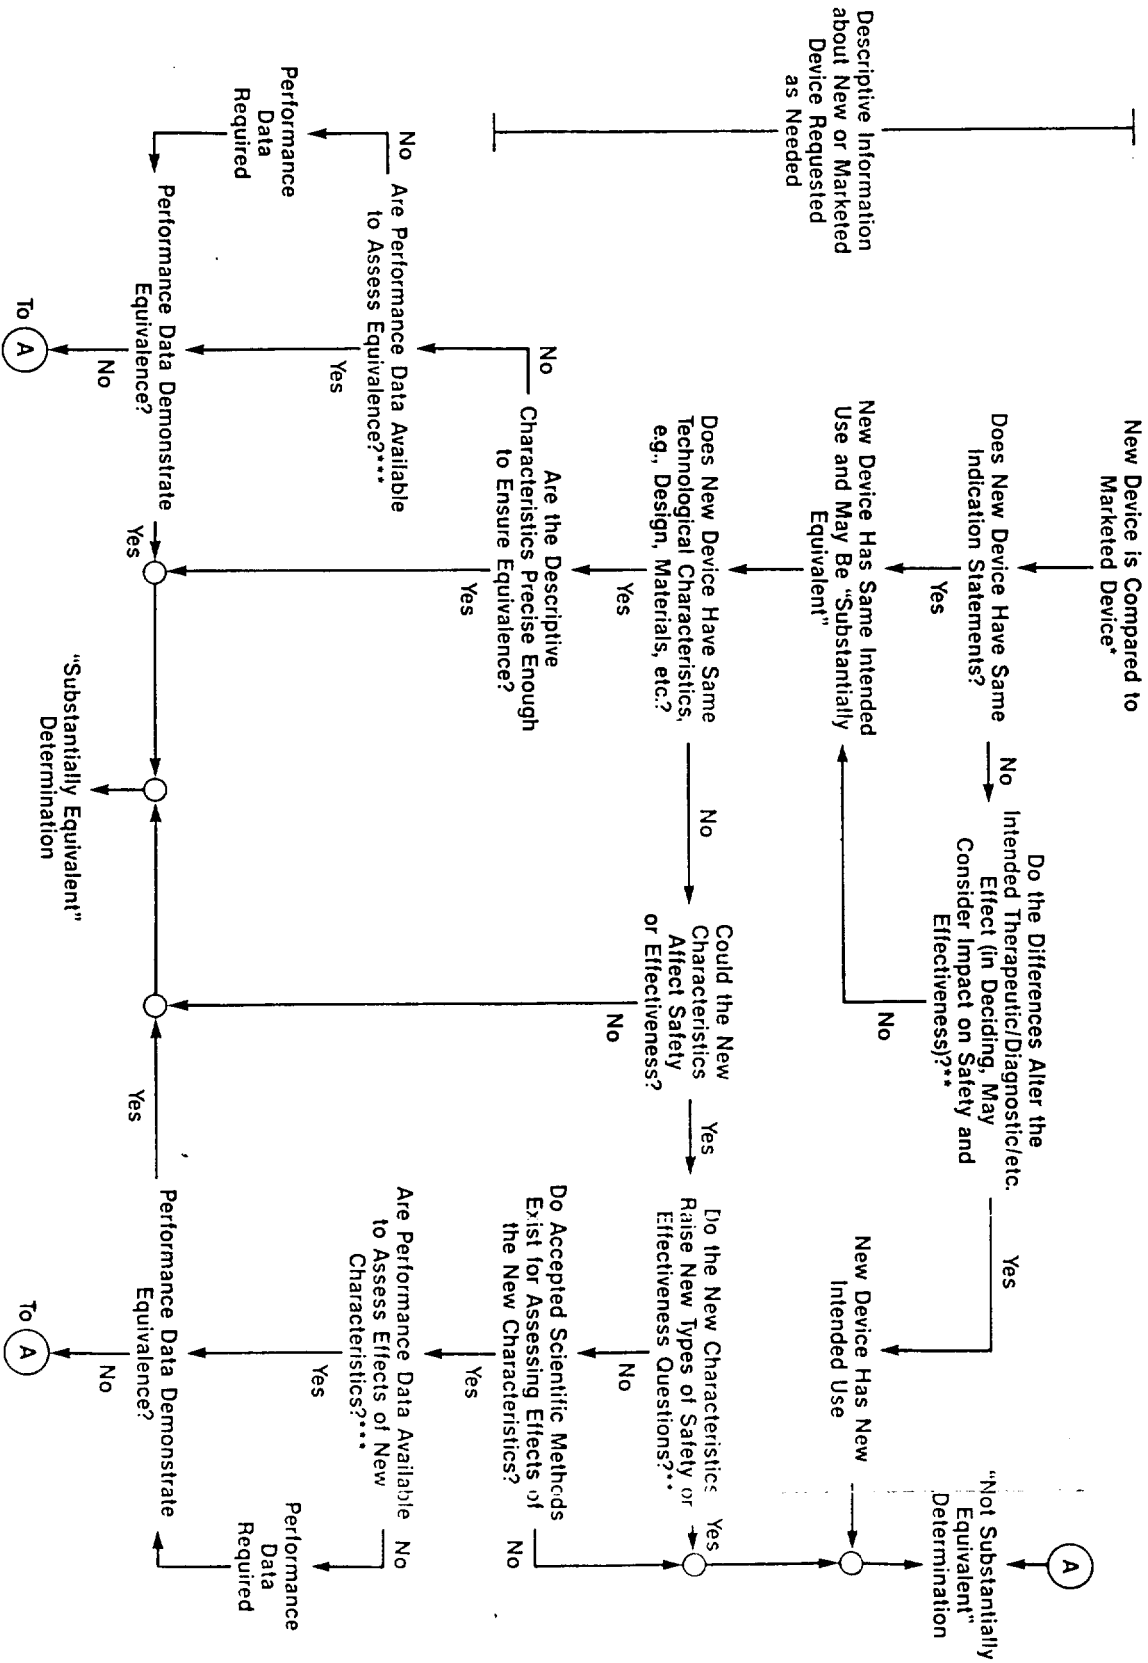 New Device is Compared to
Marketed Device*
Descriptive Information
about New or Marketed
Device Requested
as Needed
Does New Device Have Same
Indication Statements?
No
Do the Differences Alter the
Intended Therapeutic/Diagnostic/etc.
Effect (in Deciding, May
Consider Impact on Safety and
Effectiveness)?**
Yes
"Not Substantially
Equivalent"
Determination
A
Yes
No
New Device Has Same Intended
Use and May Be "Substantially
Equivalent"
New Device Has New
Intended Use
Does New Device Have Same
Technological Characteristics,
e.g., Design, Materials, etc.?
No
Could the New
Characteristics
Affect Safety
or Effectiveness?
Yes
Do the New Characteristics
Raise New Types of Safety or
Effectiveness Questions?**
Yes
Yes
No
No
No
Are the Descriptive
Characteristics Precise Enough
to Ensure Equivalence?
Yes
Do Accepted Scientific Methods
Exist for Assessing Effects of
the New Characteristics?
No
Yes
No
Are Performance Data Available
to Assess Equivalence?***
Yes
Are Performance Data Available
to Assess Effects of New
Characteristics?***
No
Yes
Performance
Data
Required
Performance
Data
Required
Performance Data Demonstrate
Equivalence?
Yes
Yes
Performance Data Demonstrate
Equivalence?
No
No
To A
"Substantially Equivalent"
Determination
To A